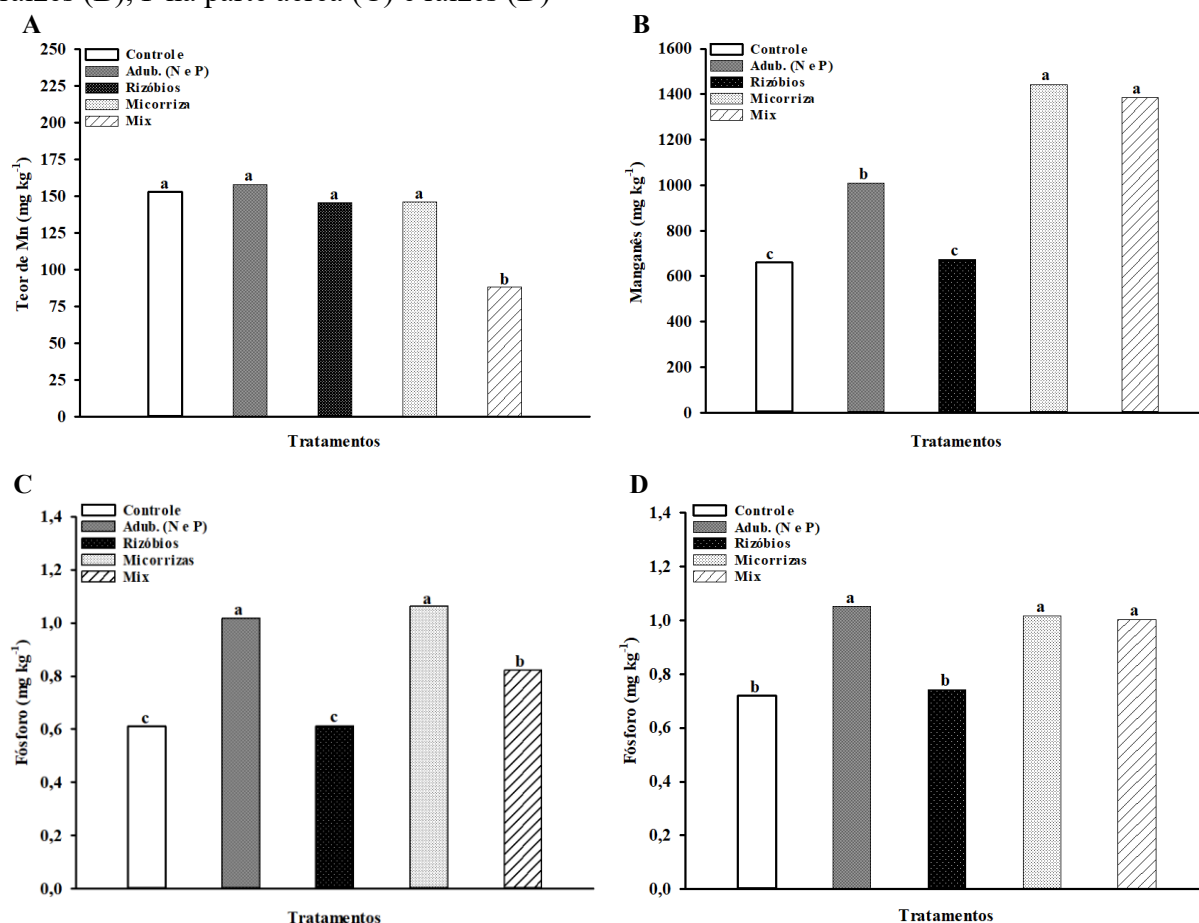 raízes (B), P na parte aérea (C) e raízes (D)
A
250
225
200
175
150
125
100
75
50
25
0
Teor de Mn (mg kg-1)
Controle
Adub. (N e P)
Rizóbios
Micorriza
Mix
a
a
a
a
b
Tratamentos
B
1600
1400
1200
1000
800
600
400
200
0
Manganês (mg kg-1)
Controle
Adub. (N e P)
Rizóbios
Micorriza
Mix
c
b
c
a
a
Tratamentos
C
1,4
1,2
1,0
0,8
0,6
0,4
0,2
0,0
Fósforo (mg kg-1)
Controle
Adub. (N e P)
Rizóbios
Micorrizas
Mix
c
a
c
a
b
Tratamentos
D
1,4
1,2
1,0
0,8
0,6
0,4
0,2
0,0
Fósforo (mg kg-1)
Controle
Adub. (N e P)
Rizóbios
Micorrizas
Mix
b
a
b
a
a
Tratamentos